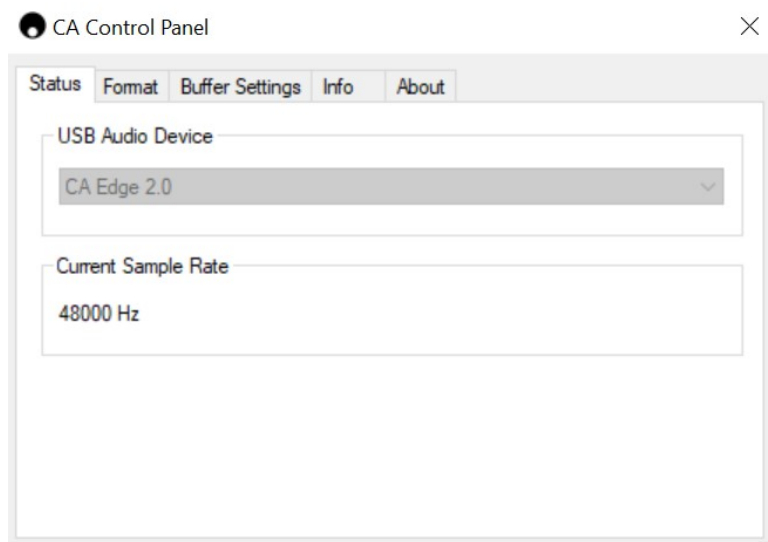 CA Control Panel
Status Format Buffer Settings Info About
USB Audio Device
CA Edge 2.0
Current Sample Rate
48000 Hz